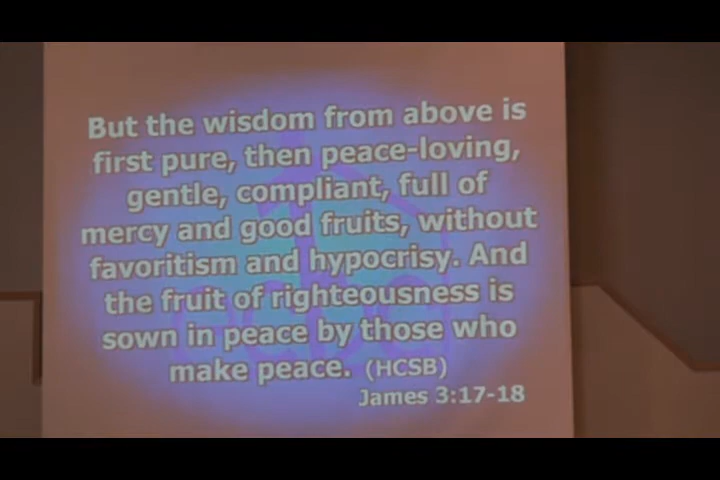 But the wisdom from above is
first pure, then peace-loving,
gentle, compliant, full of
mercy and good fruits, without
favoritism and hypocrisy. And
the fruit of righteousness is
sown in peace by those who
make peace. (HCSB)
James 3:17-18